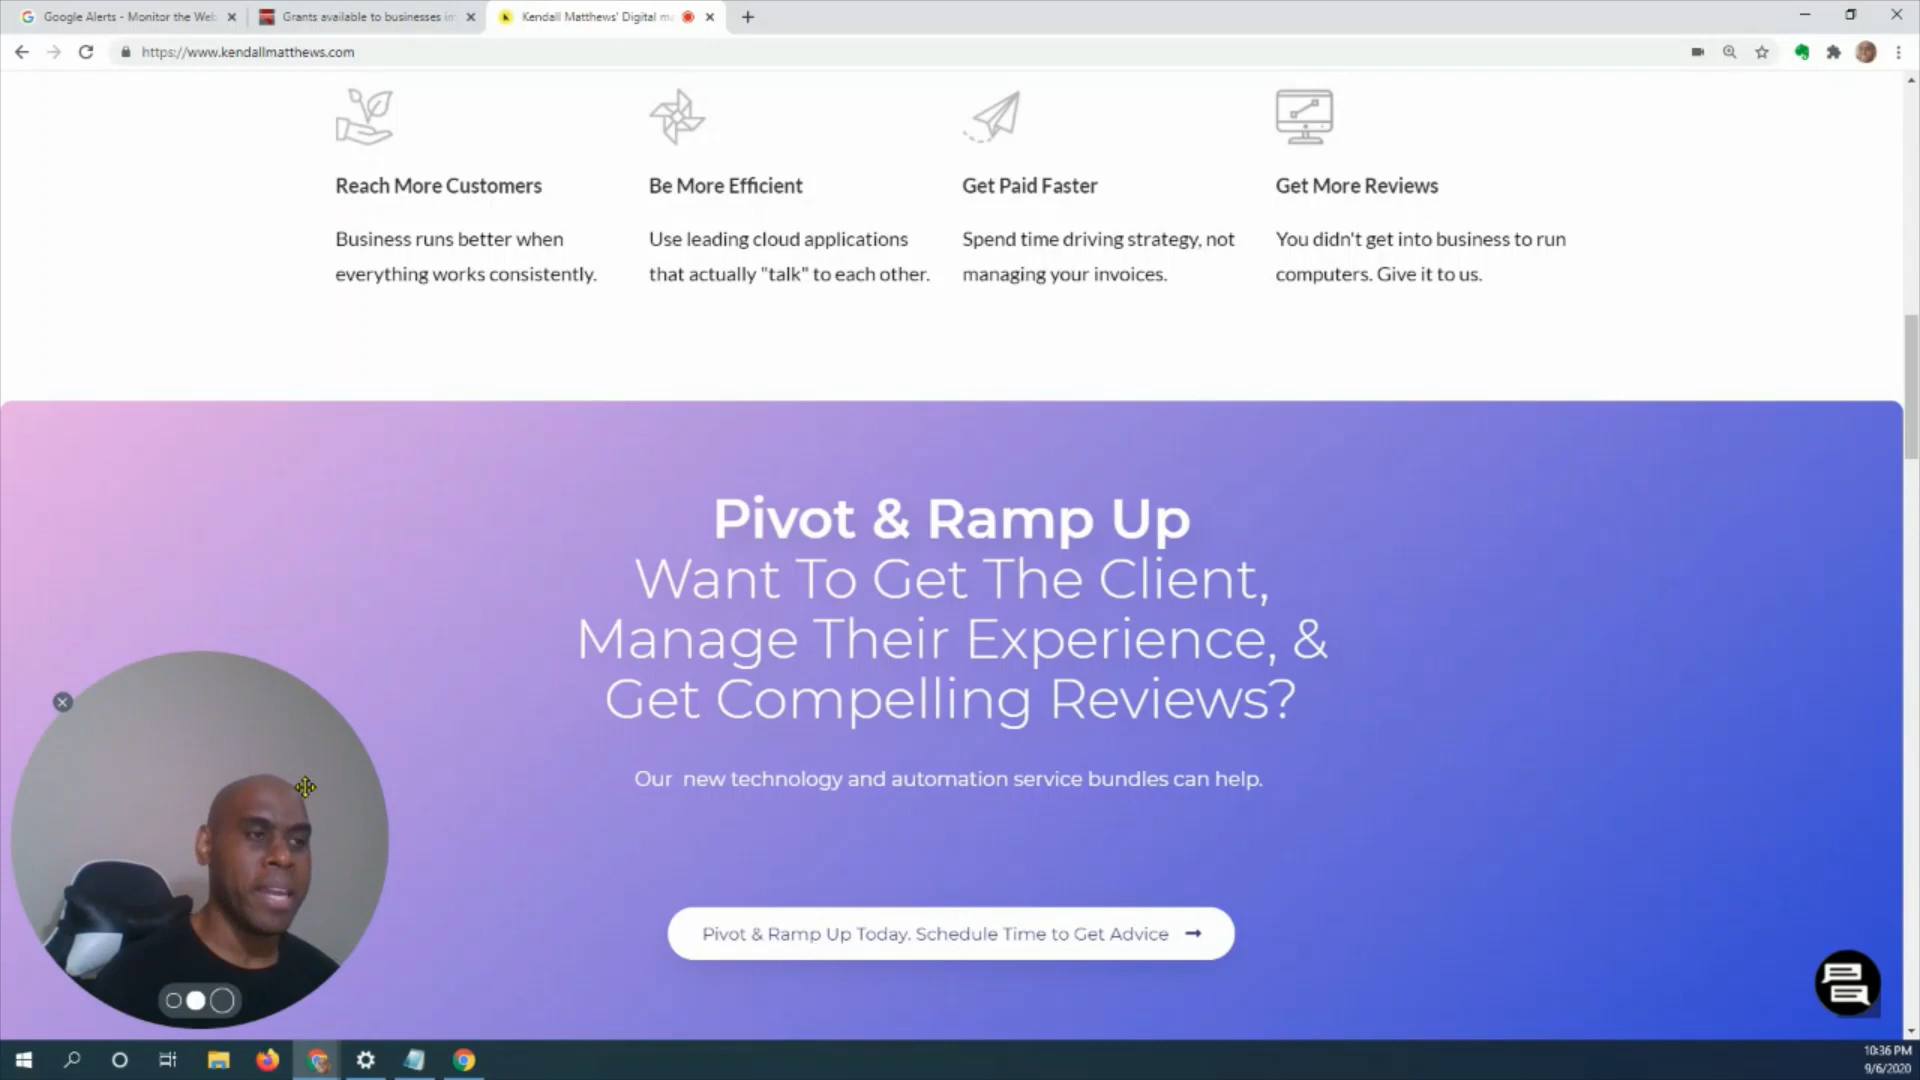 Google Alerts - Monitor the Web
Grants available to businesses im
Kendall Matthews' Digital ma
https://www.kendallmatthews.com
Reach More Customers
Business runs better when
everything works consistently.
Be More Efficient
Use leading cloud applications
that actually "talk" to each other.
Get Paid Faster
Spend time driving strategy, not
managing your invoices.
Get More Reviews
You didn't get into business to run
computers. Give it to us.
Pivot & Ramp Up
Want To Get The Client,
Manage Their Experience, &
Get Compelling Reviews?
Our new technology and automation service bundles can help.
Pivot & Ramp Up Today. Schedule Time to Get Advice
10:36 PM
9/6/2020